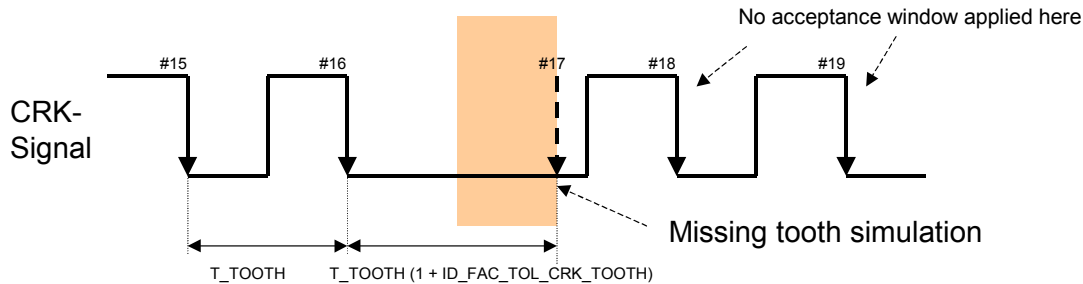 No acceptance window applied here
#15
#16
#17
#18
#19
CRK-
Signal
Missing tooth simulation
T_TOOTH
T_TOOTH (1 + ID_FAC_TOL_CRK_TOOTH)